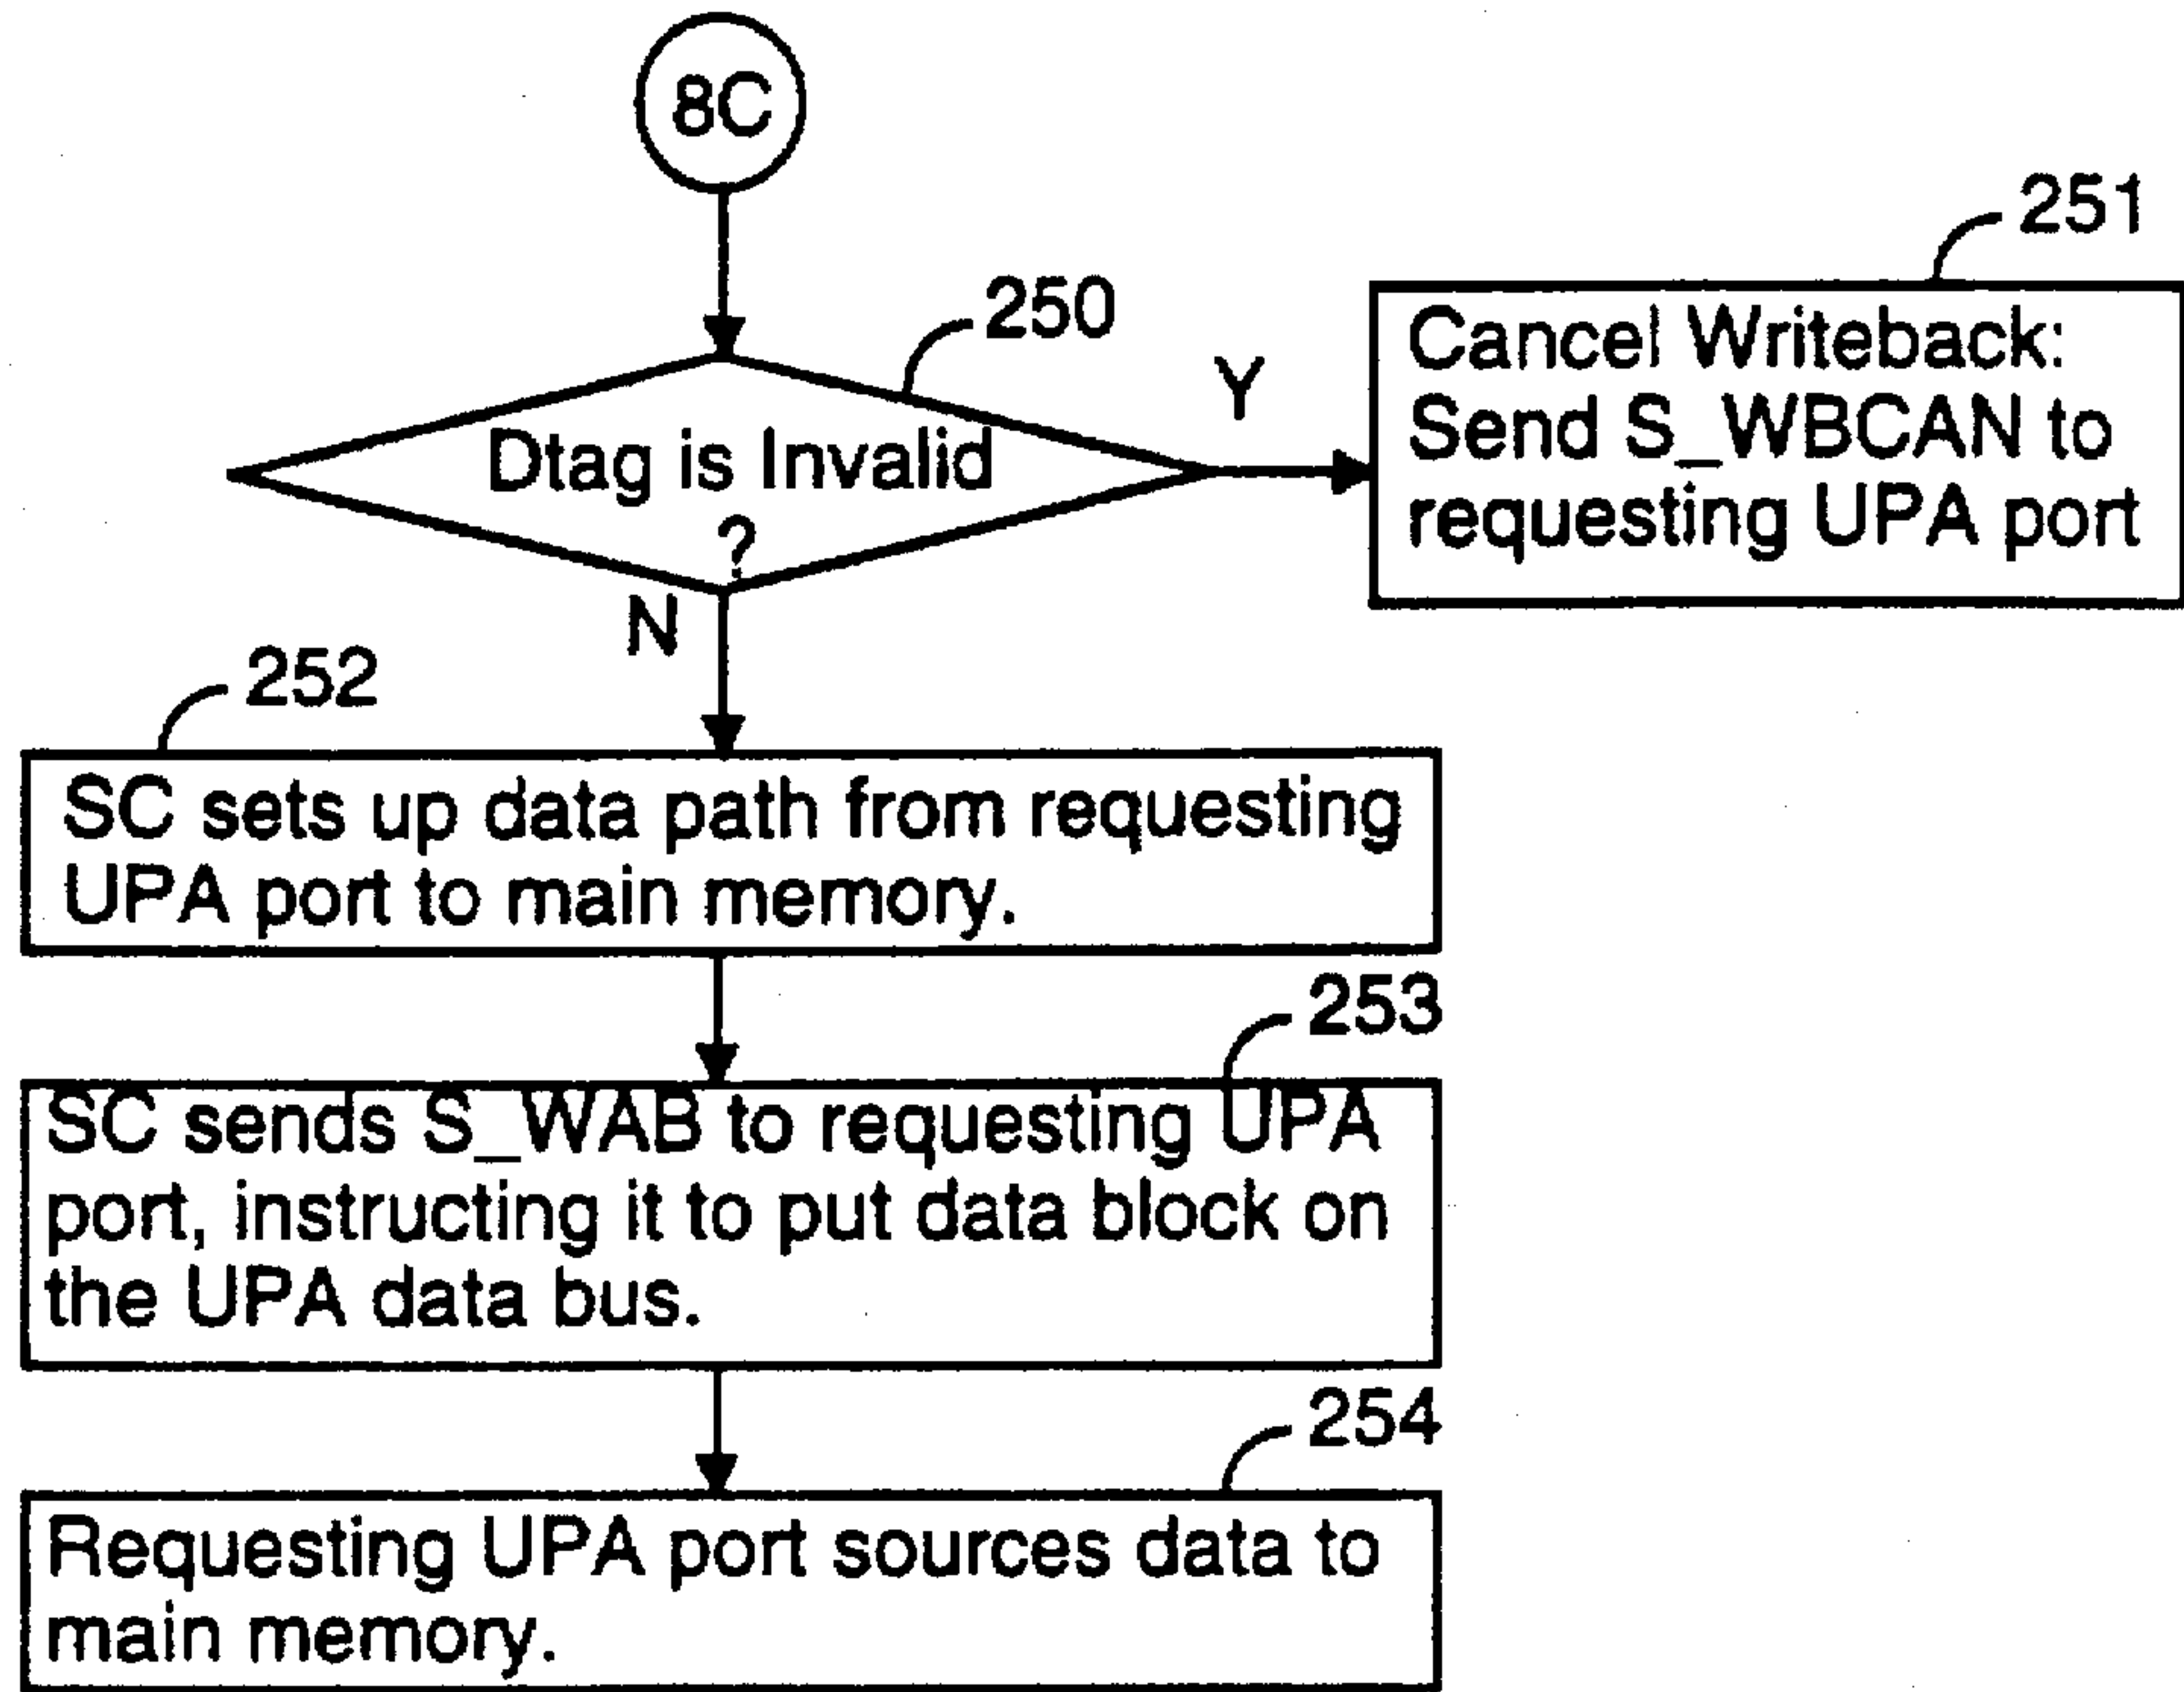 8C
250
251
Dtag is Invalid
?
Y
Cancel Writeback:
Send S_WBCAN to
requesting UPA port
N
252
SC sets up data path from requesting
UPA port to main memory.
253
SC sends S_WAB to requesting UPA
port, instructing it to put data block on
the UPA data bus.
254
Requesting UPA port sources data to
main memory.